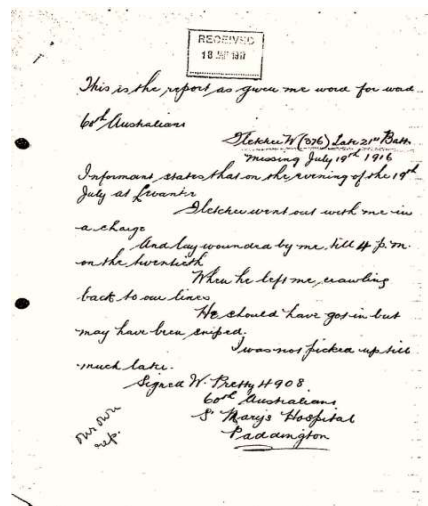 RECEIVED
18 1917
This is the report as given me word for word
60th Australians
Fletcher W (076) Late 21st Batt.
missing July 19th 1916
Informant states that on the evening of the 19th
July at
Fletcher went out with me in
a charge
And lay wounded by me, till 4 p.m.
on the twentieth
When he left me, crawling
back to our lines
He should have got in but
may have been sniped.
I was not picked up till
much later.
Signed W. Pretty 4908.
60th Australians
St Mary's Hospital
Paddington
our own
rep.